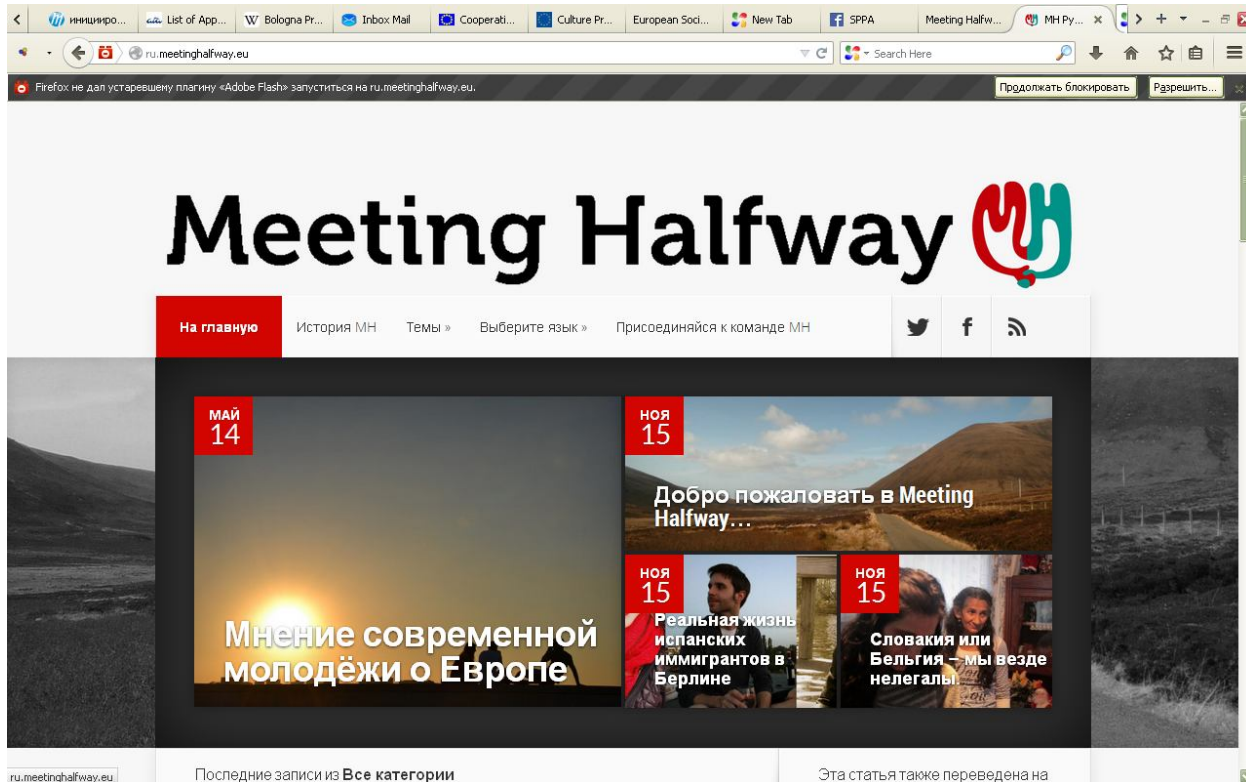 иницииро...
List of App...
Bologna Pr...
Inbox Mail
Cooperati...
Culture Pr...
European Soci...
New Tab
SPPA
Meeting Halfw...
MH Ру...
ru.meetinghalfway.eu
Search Here
Firefox не дал устаревшему плагину «Adobe Flash» запуститься на ru.meetinghalfway.eu.
Продолжать блокировать
Разрешить...
Meeting Halfway
MH
На главную
История MH
Темы »
Выберите язык »
Присоединяйся к команде MH
МАЙ
14
Мнение современной
молодёжи о Европе
НОЯ
15
Добро пожаловать в Meeting
Halfway...
НОЯ
15
Реальная жизнь
испанских
иммигрантов в
Берлине
НОЯ
15
Словакия или
Бельгия – мы везде
нелегалы.
Последние записи из Все категории
Эта статья также переведена на
ru.meetinghalfway.eu